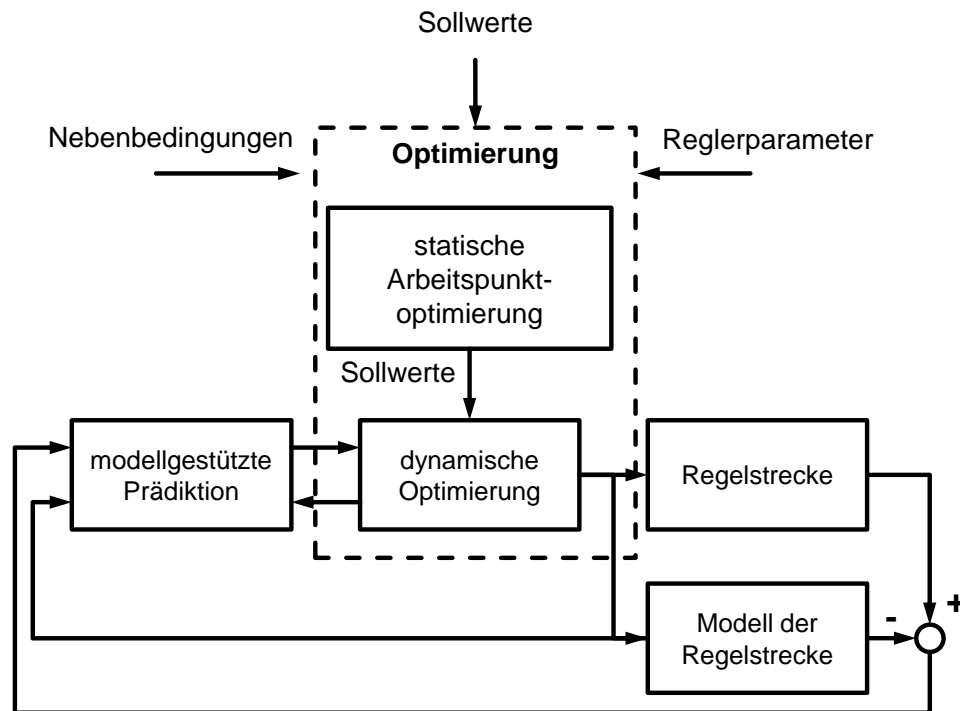 Sollwerte
Nebenbedingungen
Reglerparameter
Optimierung
statische
Arbeitspunkt-
optimierung
Sollwerte
modellgestützte
Prädiktion
dynamische
Optimierung
Regelstrecke
+
-
Modell der
Regelstrecke